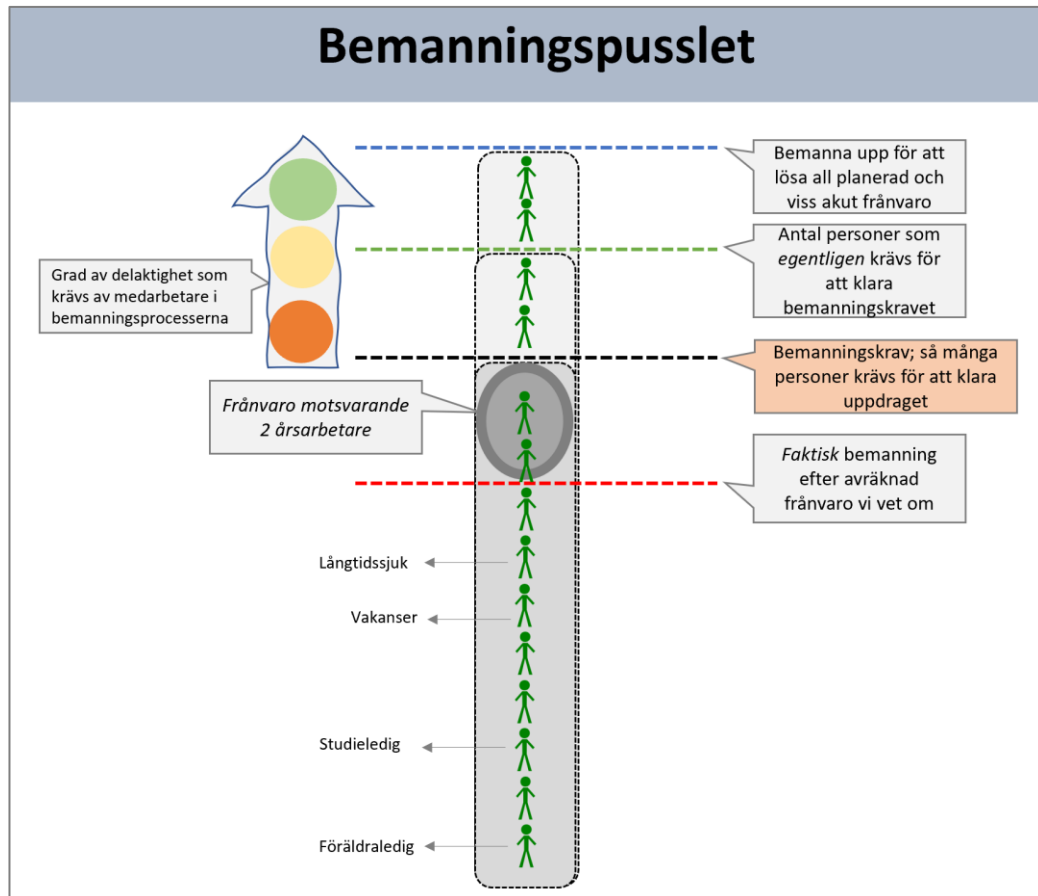 Bemanningspusslet
Bemanna upp för att
lösa all planerad och
viss akut frånvaro
Antal personer som
egentligen krävs för
att klara
bemanningskravet
Grad av delaktighet som
krävs av medarbetare i
bemanningsprocesserna
Bemanningskrav; så många
personer krävs för att klara
uppdraget
Frånvaro motsvarande
2 årsarbetare
Faktisk bemanning
efter avräknad
frånvaro vi vet om
Långtidssjuk
Vakanser
Studieledig
Föräldraledig